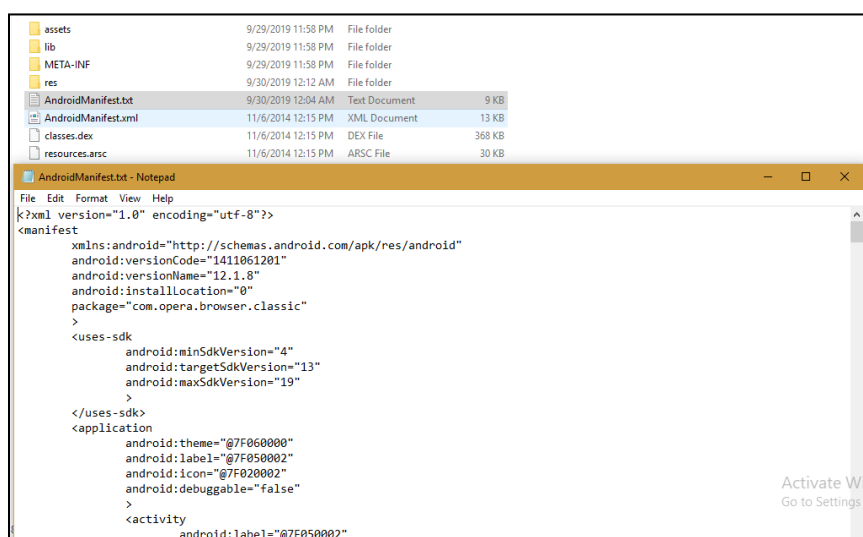 assets 9/29/2019 11:58 PM File folder
lib 9/29/2019 11:58 PM File folder
META-INF 9/29/2019 11:58 PM File folder
res 9/30/2019 12:12 AM File folder
AndroidManifest.txt 9/30/2019 12:04 AM Text Document 9 KB
AndroidManifest.xml 11/6/2014 12:15 PM XML Document 13 KB
classes.dex 11/6/2014 12:15 PM DEX File 368 KB
resources.arsc 11/6/2014 12:15 PM ARSC File 30 KB
AndroidManifest.txt - Notepad
File Edit Format View Help
<?xml version="1.0" encoding="utf-8"?>
<manifest
xmlns:android="http://schemas.android.com/apk/res/android"
android:versionCode="1411061201"
android:versionName="12.1.8"
android:installLocation="0"
package="com.opera.browser.classic"
>
<uses-sdk
android:minSdkVersion="4"
android:targetSdkVersion="13"
android:maxSdkVersion="19"
>
</uses-sdk>
<application
android:theme="@7F060000"
android:label="@7F050002"
android:icon="@7F020002"
android:debuggable="false"
>
<activity
android:label="@7F050002"
Activate Wi
Go to Settings